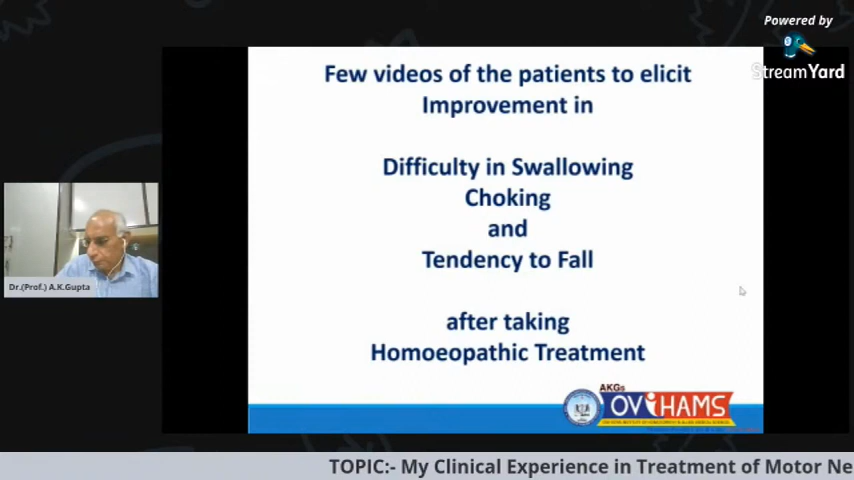 Powered by
StreamYard
Few videos of the patients to elicit
Improvement in
Difficulty in Swallowing
Choking
and
Tendency to Fall
after taking
Homoeopathic Treatment
Dr.(Prof.) A.K.Gupta
AKGs
OViHAMS
TOPIC:- My Clinical Experience in Treatment of Motor Ne